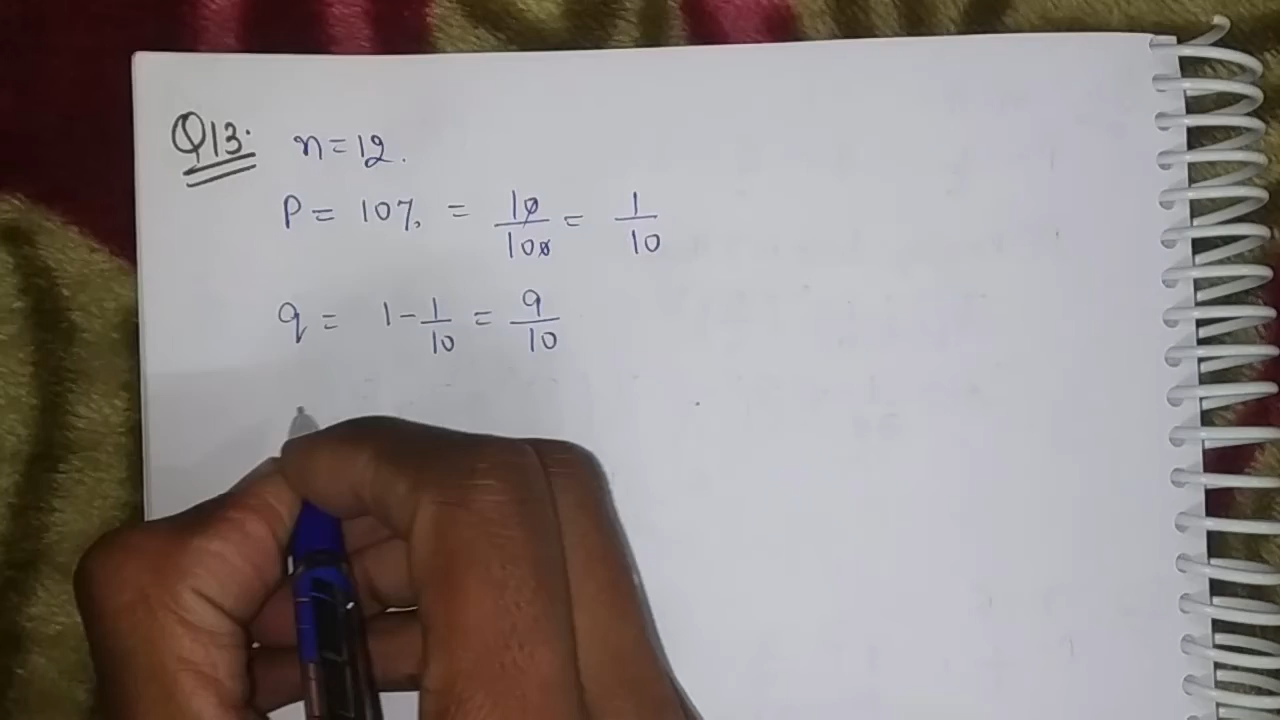 Q13. n=12.
P = 10% = 10/100 = 1/10
q = 1-1/10 = 9/10